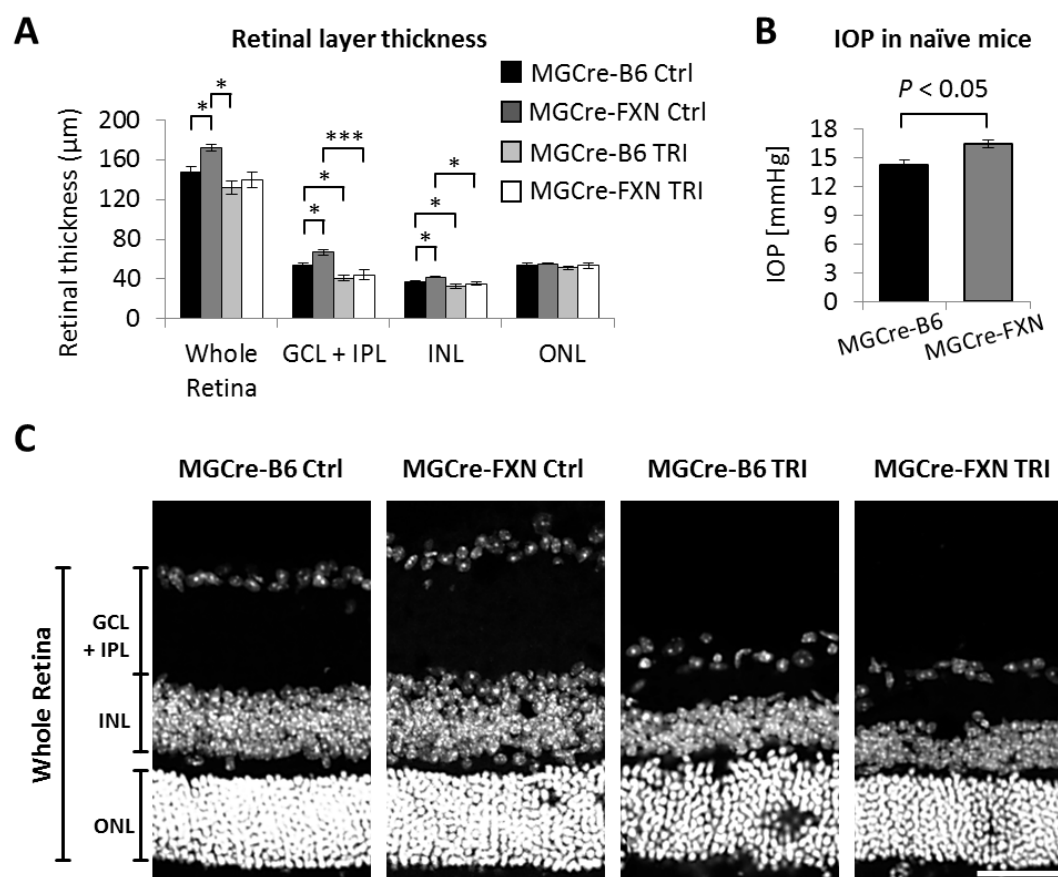 A
Retinal layer thickness
MGCre-B6 Ctrl
MGCre-FXN Ctrl
MGCre-B6 TRI
MGCre-FXN TRI
Retinal thickness (µm)
200
160
120
80
40
0
* *
* * ***
* * *
Whole
Retina
GCL + IPL
INL
ONL
B
IOP in naïve mice
P < 0.05
IOP [mmHg]
18
15
12
9
6
3
0
MGCre-B6
MGCre-FXN
C
MGCre-B6 Ctrl
MGCre-FXN Ctrl
MGCre-B6 TRI
MGCre-FXN TRI
Whole Retina
GCL
+ IPL
INL
ONL